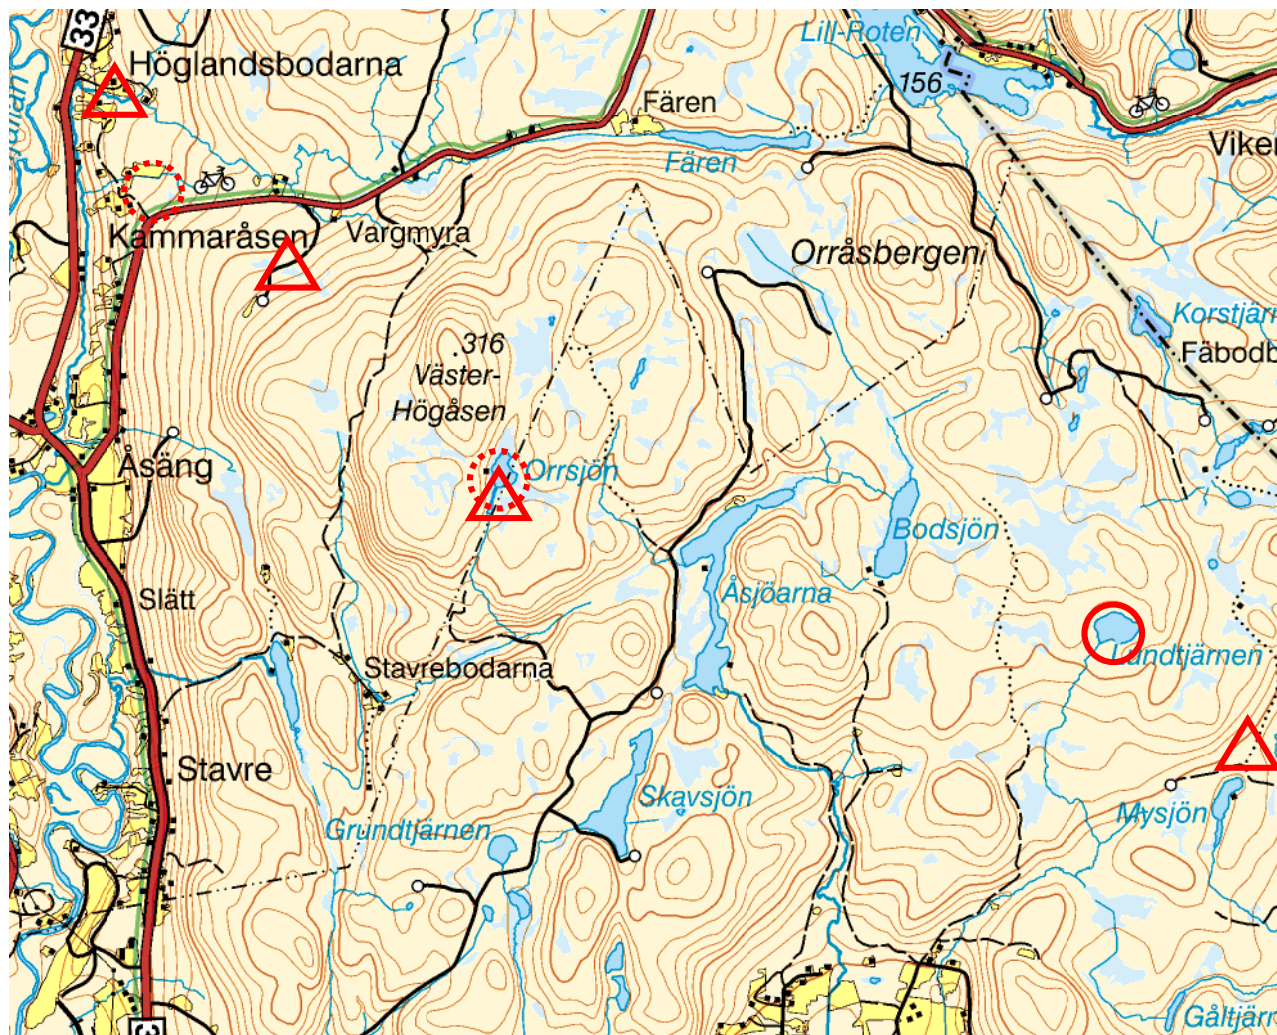 33
Höglandsbodarna
Lill-Roten
156
Fären
Fären
Viker
Kammaråsen
Vargmyra
Orråsbergen
Korstjärn
Fäbodb
.316
Väster-
Högåsen
Åsäng
Orrsjön
Bodsjön
Slätt
Åsjöarna
Stavrebodarna
Lundtjärnen
Stavre
Skavsjön
Mysjön
Grundtjärnen
Gåltjärn